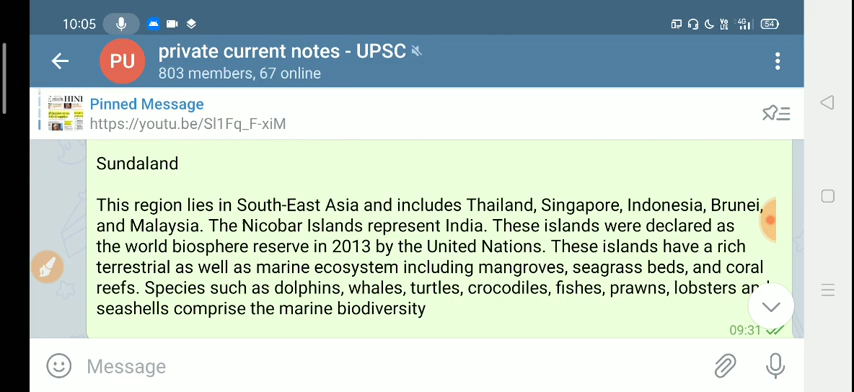 10:05
4G
54
PU
private current notes - UPSC
803 members, 67 online
Pinned Message
https://youtu.be/Sl1Fq_F-xiM
Sundaland
This region lies in South-East Asia and includes Thailand, Singapore, Indonesia, Brunei,
and Malaysia. The Nicobar Islands represent India. These islands were declared as
the world biosphere reserve in 2013 by the United Nations. These islands have a rich
terrestrial as well as marine ecosystem including mangroves, seagrass beds, and coral
reefs. Species such as dolphins, whales, turtles, crocodiles, fishes, prawns, lobsters
seashells comprise the marine biodiversity
09:31
Message